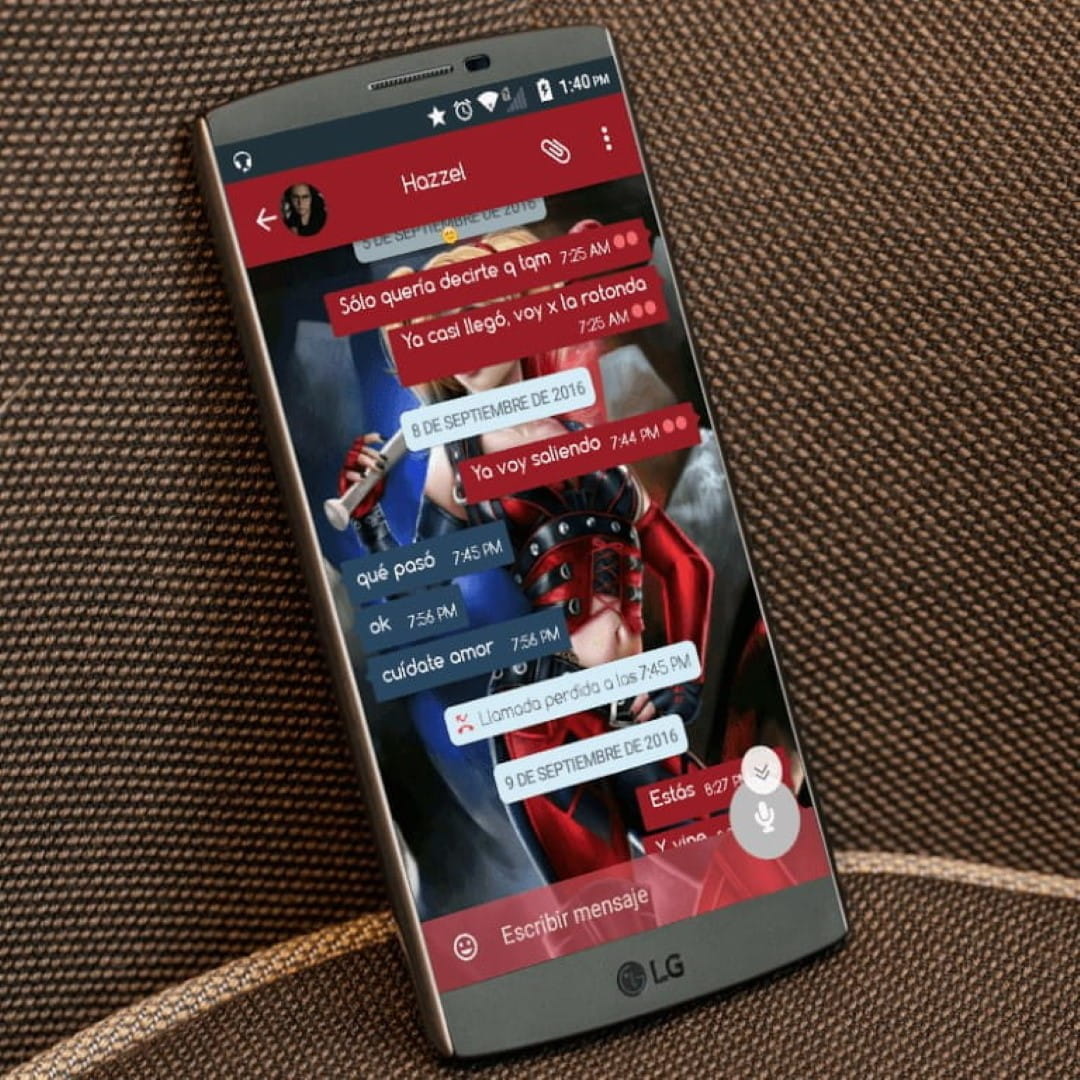 1:40 PM
Hazzel
5 DE SEPTIEMBRE DE 2016
Sólo quería decirte q tqm 7:25 AM
Ya casi llegó, voy x la rotonda
7:25 AM
8 DE SEPTIEMBRE DE 2016
Ya voy saliendo 7:44 PM
qué pasó 7:45 PM
ok 7:56 PM
cuídate amor 7:56 PM
Llamada perdida a las 7:45 PM
9 DE SEPTIEMBRE DE 2016
Estás 8:27
Y vine
Escribir mensaje
LG